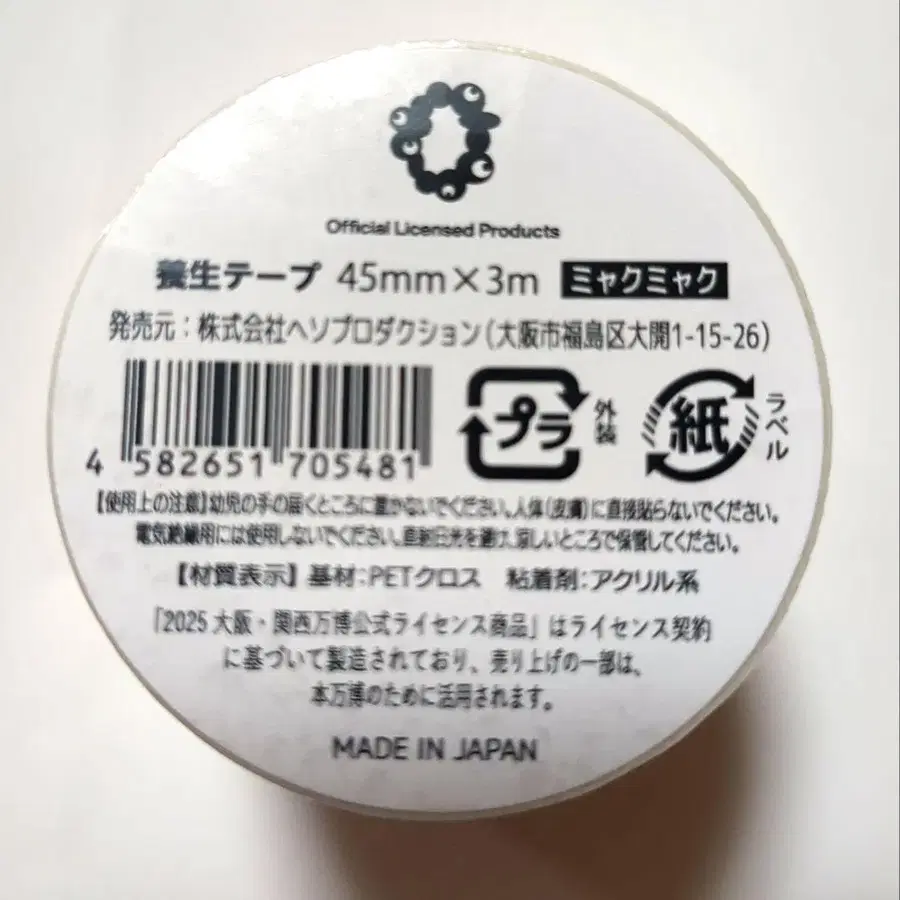 Official Licensed Products
養生テープ 45mm×3m ミャクミャク
発売元：株式会社ヘソプロダクション(大阪市福島区大開1-15-26)
プラ 外装
紙 ラベル
4 582651 705481
【使用上の注意】幼児の手の届くところに置かないでください。人体(皮膚)に直接貼らないでください。
電気絶縁用には使用しないでください。直射日光を避け、涼しいところで保管してください。
【材質表示】基材:PETクロス 粘着剤:アクリル系
「2025 大阪・関西万博公式ライセンス商品」はライセンス契約
に基づいて製造されており、売り上げの一部は、
本万博のために活用されます。
MADE IN JAPAN